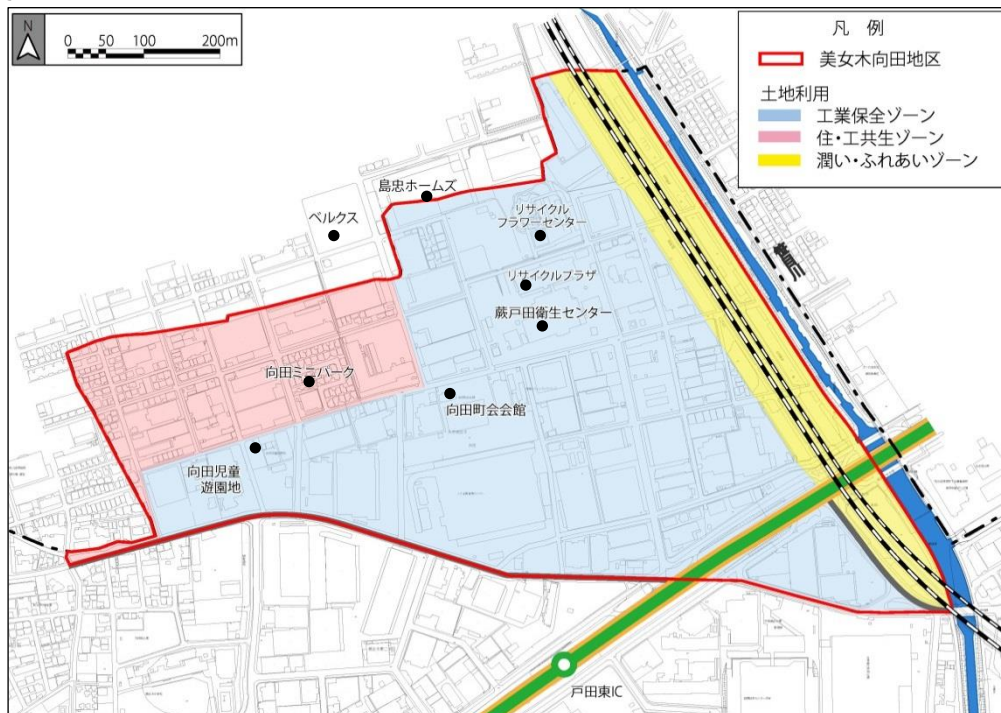 N
0 50 100 200m
凡 例
美女木向田地区
土地利用
工業保全ゾーン
住・工共生ゾーン
潤い・ふれあいゾーン
島忠ホームズ
ベルクス
リサイクル
フラワーセンター
笹目川
リサイクルプラザ
蕨戸田衛生センター
向田ミニパーク
向田町会会館
向田児童
遊園地
戸田東IC